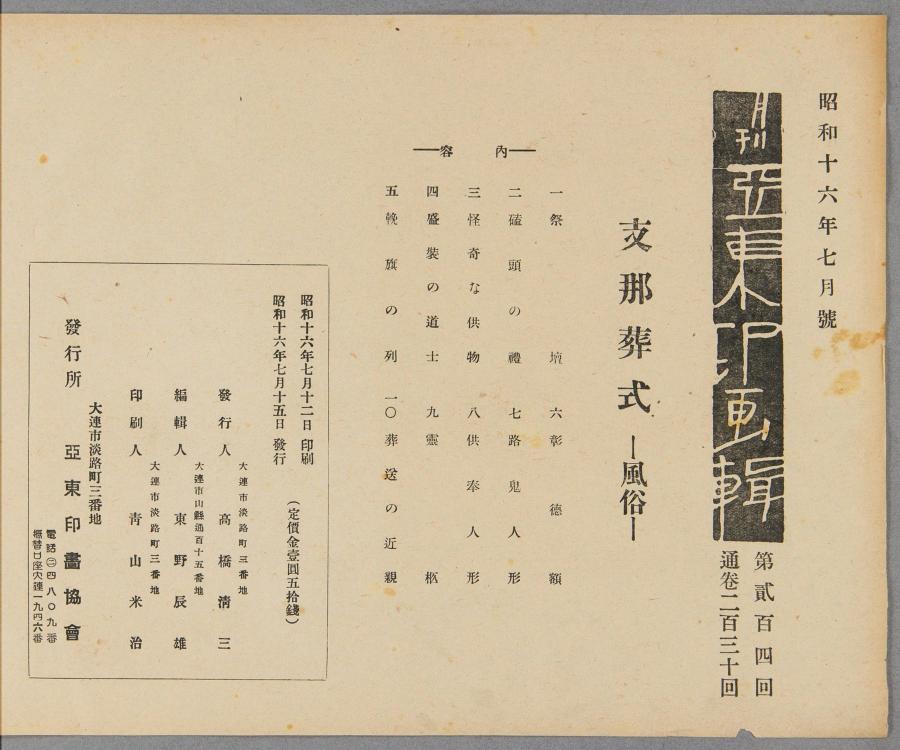 昭和十六年七月號
月刊 亞東印画輯
第貳百四回
通卷二百三十回
支那葬式 ―風俗―
―內容―
一 祭壇
二 磕頭の禮
三 怪奇な供物
四 盛裝の道士
五 輓旗の列
六 彰德額
七 路鬼人形
八 供奉人形
九 靈柩
一〇 葬送の近親
昭和十六年七月十二日 印刷
昭和十六年七月十五日 發行
(定價金壹圓五拾錢)
大連市淡路町三番地
發行人 高橋淸三
大連市山縣通百十五番地
編輯人 東野辰雄
大連市淡路町三番地
印刷人 靑山米治
大連市淡路町三番地
發行所 亞東印畫協會
電話㊂四八〇九番
振替口座大連一九四六番